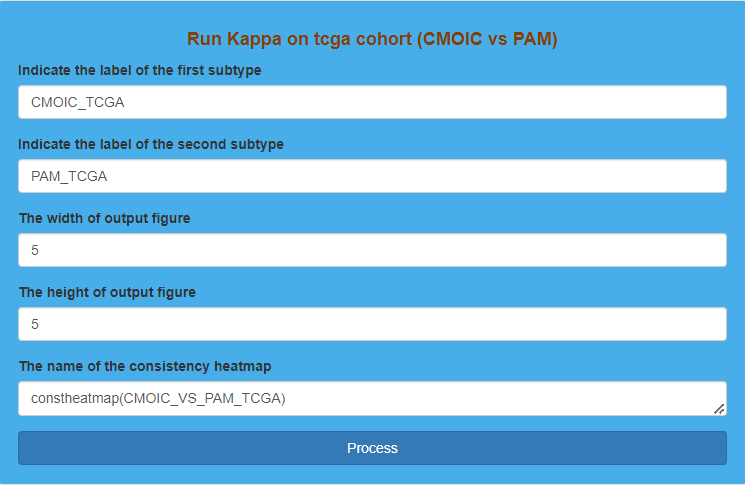 Run Kappa on tcga cohort (CMOIC vs PAM)
Indicate the label of the first subtype
CMOIC_TCGA
Indicate the label of the second subtype
PAM_TCGA
The width of output figure
5
The height of output figure
5
The name of the consistency heatmap
constheatmap(CMOIC_VS_PAM_TCGA)
Process